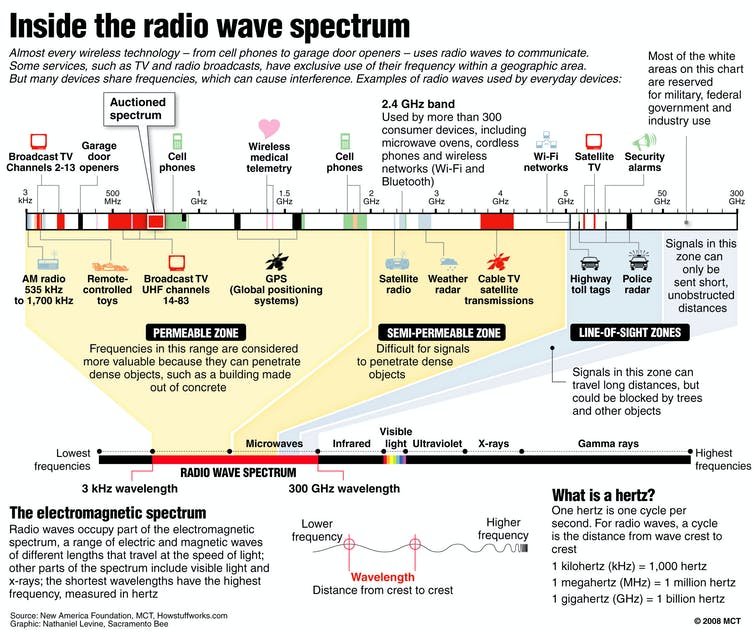 Inside the radio wave spectrum
Almost every wireless technology – from cell phones to garage door openers – uses radio waves to communicate.
Some services, such as TV and radio broadcasts, have exclusive use of their frequency within a geographic area.
But many devices share frequencies, which can cause interference. Examples of radio waves used by everyday devices:
Most of the white
areas on this chart
are reserved
for military, federal
government and
industry use
Auctioned
spectrum
2.4 GHz band
Used by more than 300
consumer devices, including
microwave ovens, cordless
phones and wireless
networks (Wi-Fi and
Bluetooth)
Broadcast TV
Channels 2-13
Garage
door
openers
Cell
phones
Wireless
medical
telemetry
Cell
phones
Wi-Fi
networks
Satellite
TV
Security
alarms
3
kHz
500
MHz
1
GHz
1.5
GHz
2
GHz
3
GHz
4
GHz
5
GHz
50
GHz
300
GHz
AM radio
535 kHz
to 1,700 kHz
Remote-
controlled
toys
Broadcast TV
UHF channels
14-83
GPS
(Global positioning
systems)
Satellite
radio
Weather
radar
Cable TV
satellite
transmissions
Highway
toll tags
Police
radar
Signals in this
zone can
only be
sent short,
unobstructed
distances
PERMEABLE ZONE
Frequencies in this range are considered
more valuable because they can penetrate
dense objects, such as a building made
out of concrete
SEMI-PERMEABLE ZONE
Difficult for signals
to penetrate dense
objects
LINE-OF-SIGHT ZONES
Signals in this zone can
travel long distances, but
could be blocked by trees
and other objects
Lowest
frequencies
Microwaves
Infrared
Visible
light
Ultraviolet
X-rays
Gamma rays
Highest
frequencies
RADIO WAVE SPECTRUM
3 kHz wavelength
300 GHz wavelength
The electromagnetic spectrum
Radio waves occupy part of the electromagnetic
spectrum, a range of electric and magnetic waves
of different lengths that travel at the speed of light;
other parts of the spectrum include visible light and
x-rays; the shortest wavelengths have the highest
frequency, measured in hertz
Lower
frequency
Higher
frequency
Wavelength
Distance from crest to crest
What is a hertz?
One hertz is one cycle per
second. For radio waves, a cycle
is the distance from wave crest to
crest
1 kilohertz (kHz) = 1,000 hertz
1 megahertz (MHz) = 1 million hertz
1 gigahertz (GHz) = 1 billion hertz
Source: New America Foundation, MCT, Howstuffworks.com
Graphic: Nathaniel Levine, Sacramento Bee
© 2008 MCT